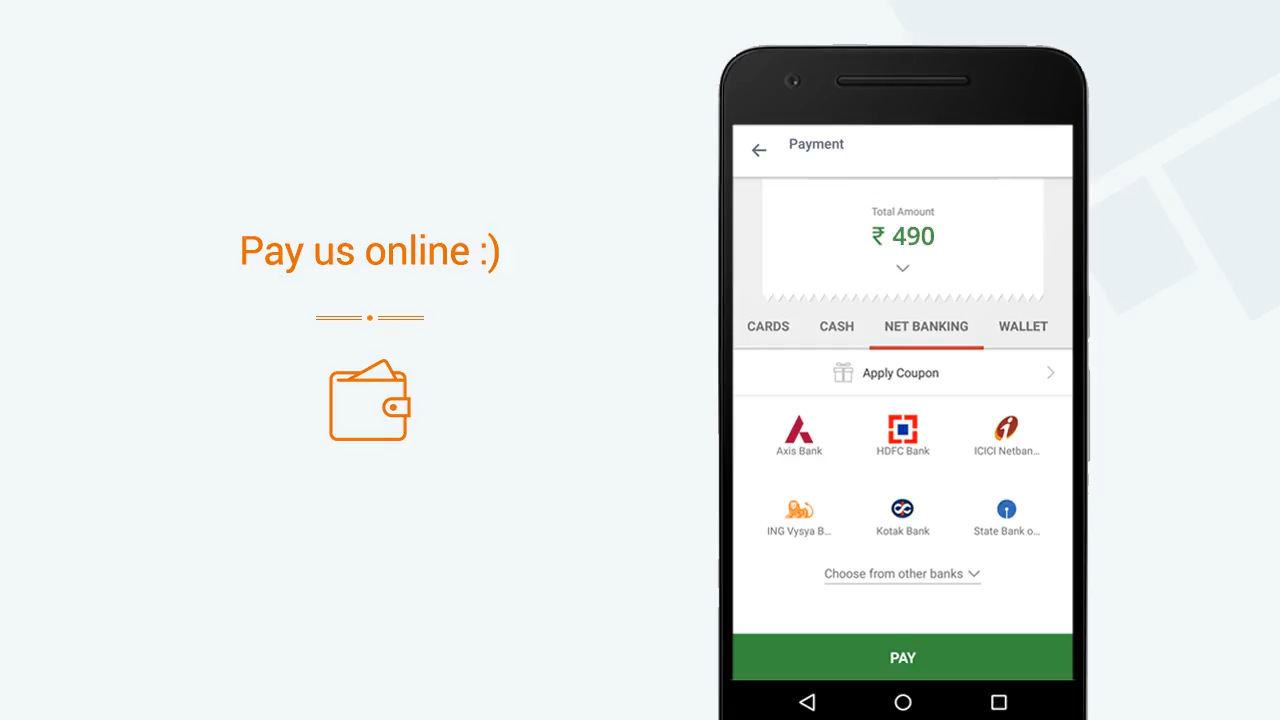 Pay us online :)
Payment
Total Amount
₹ 490
CARDS CASH NET BANKING WALLET
Apply Coupon
Axis Bank HDFC Bank ICICI Netban...
ING Vysya B... Kotak Bank State Bank o...
Choose from other banks
PAY